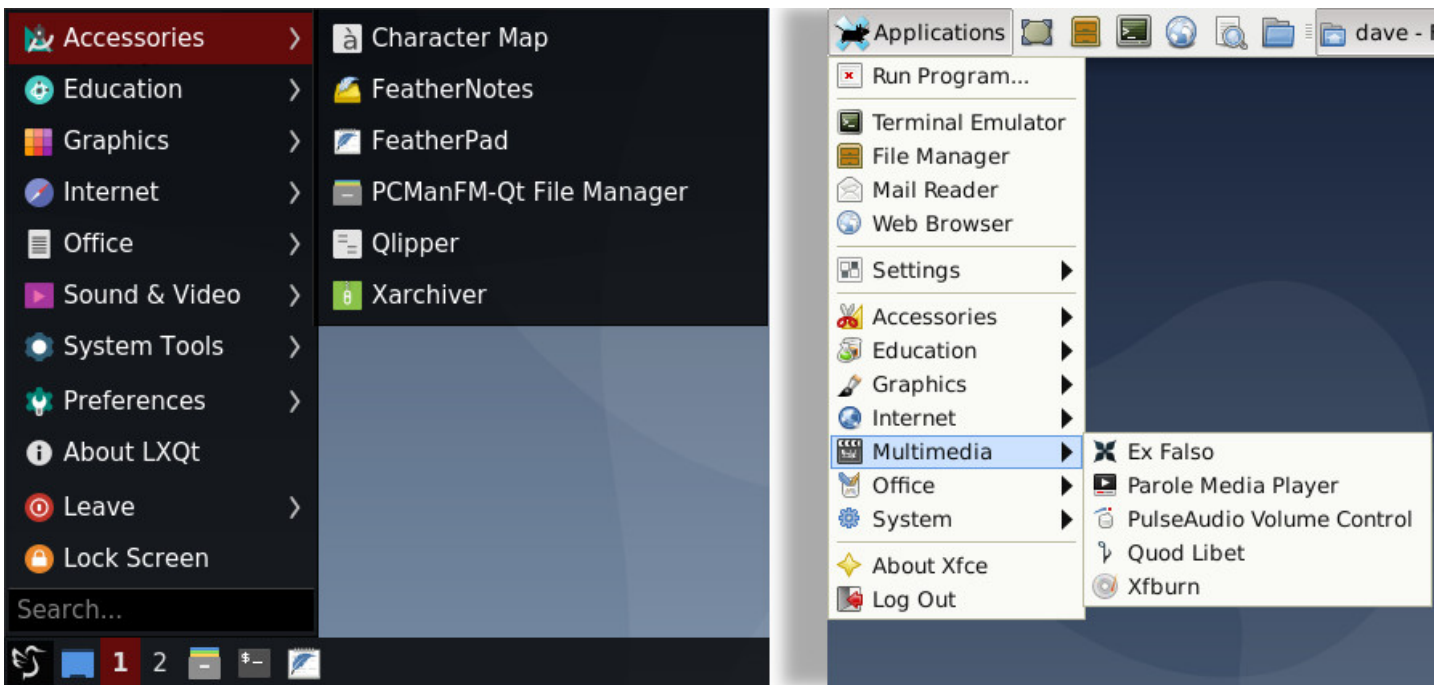 Accessories
Education
Graphics
Internet
Office
Sound & Video
System Tools
Preferences
About LXQt
Leave
Lock Screen
Search...
1 2 $_
à Character Map
FeatherNotes
FeatherPad
PCManFM-Qt File Manager
Qlipper
Xarchiver
Applications dave -
Run Program...
Terminal Emulator
File Manager
Mail Reader
Web Browser
Settings
Accessories
Education
Graphics
Internet
Multimedia
Office
System
About Xfce
Log Out
Ex Falso
Parole Media Player
PulseAudio Volume Control
Quod Libet
Xfburn